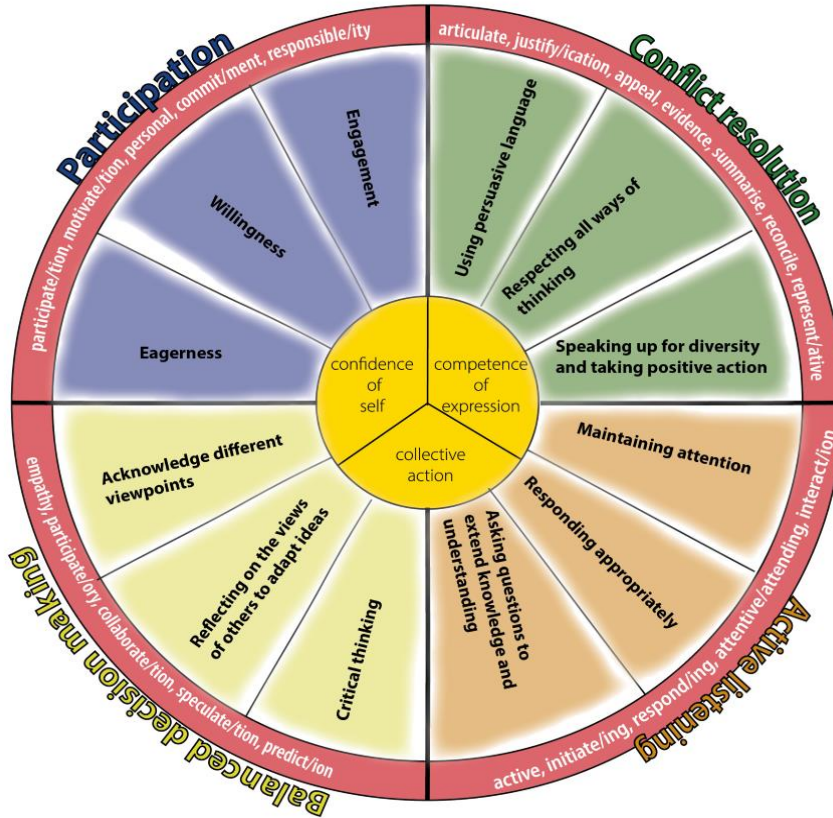 Participation
participate/tion, motivate/tion, personal, commit/ment, responsible/ity
Engagement
Willingness
Eagerness
Conflict resolution
articulate, justify/ication, appeal, evidence, summarise, reconcile, represent/ative
Using persuasive language
Respecting all ways of
thinking
Speaking up for diversity
and taking positive action
confidence
of
self
competence
of
expression
collective
action
Acknowledge different
viewpoints
Reflecting on the views
of others to adapt ideas
Critical thinking
Balanced decision making
empathy, participate/ory, collaborate/tion, speculate/tion, predict/ion
Maintaining attention
Responding appropriately
Asking questions to
extend knowledge and
understanding
Active listening
active, initiate/ing, respond/ing, attentive/attending, interact/ion